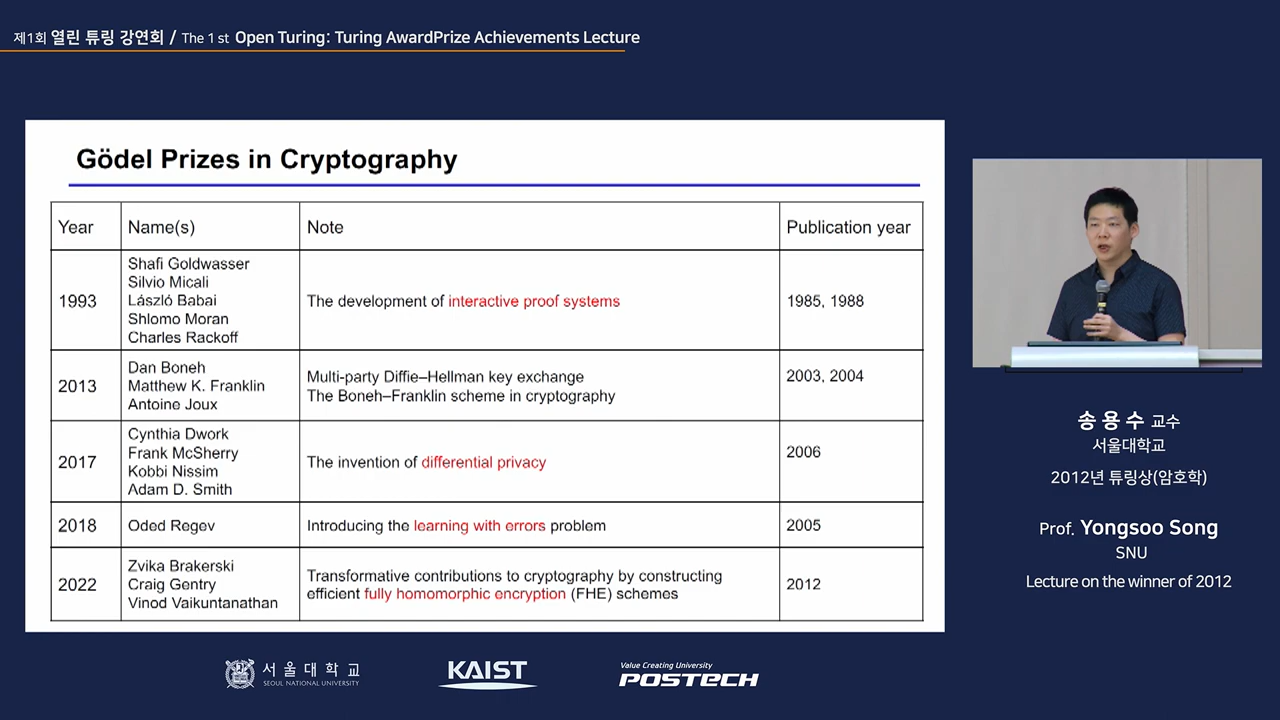 제1회 열린 튜링 강연회 / The 1 st Open Turing: Turing AwardPrize Achievements Lecture
Gödel Prizes in Cryptography
Year
Name(s)
Note
Publication year
1993
Shafi Goldwasser
Silvio Micali
László Babai
Shlomo Moran
Charles Rackoff
The development of interactive proof systems
1985, 1988
2013
Dan Boneh
Matthew K. Franklin
Antoine Joux
Multi-party Diffie–Hellman key exchange
The Boneh–Franklin scheme in cryptography
2003, 2004
2017
Cynthia Dwork
Frank McSherry
Kobbi Nissim
Adam D. Smith
The invention of differential privacy
2006
2018
Oded Regev
Introducing the learning with errors problem
2005
2022
Zvika Brakerski
Craig Gentry
Vinod Vaikuntanathan
Transformative contributions to cryptography by constructing
efficient fully homomorphic encryption (FHE) schemes
2012
송용수 교수
서울대학교
2012년 튜링상(암호학)
Prof. Yongsoo Song
SNU
Lecture on the winner of 2012
서울대학교
SEOUL NATIONAL UNIVERSITY
KAIST
Value Creating University
POSTECH